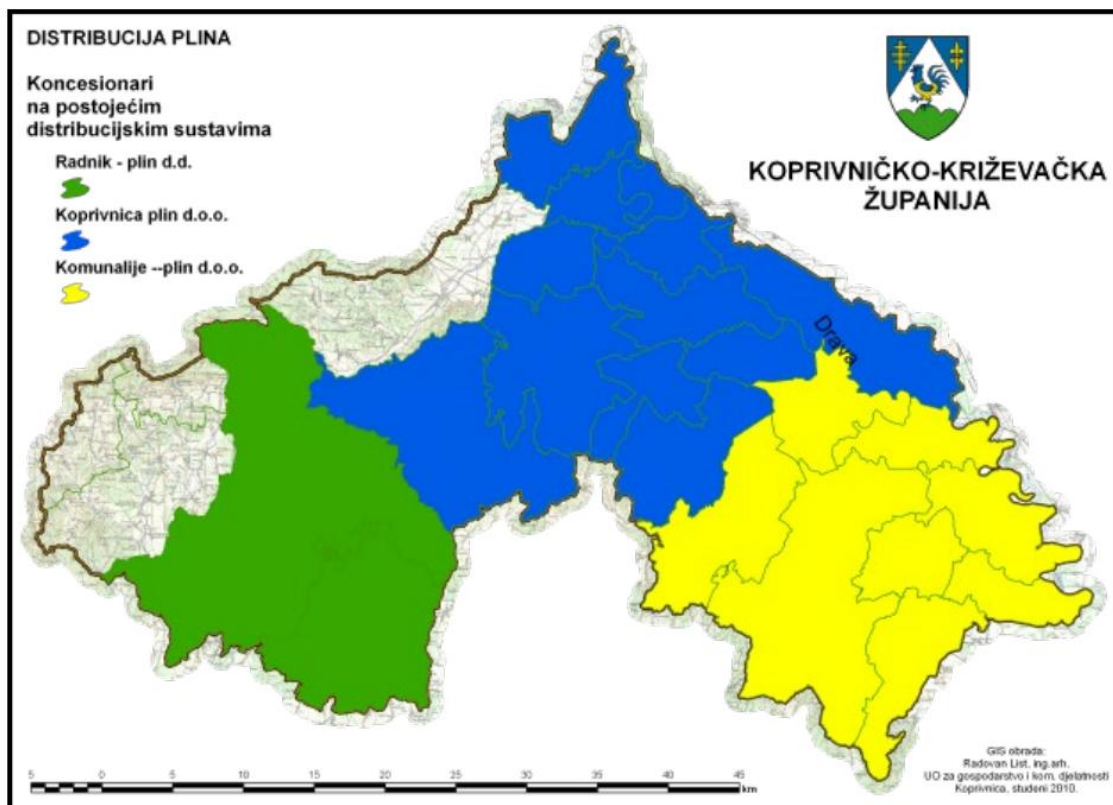 DISTRIBUCIJA PLINA
Koncesionari
na postojećim
distribucijskim sustavima
Radnik - plin d.d.
Koprivnica plin d.o.o.
Komunalije --plin d.o.o.
KOPRIVNIČKO-KRIŽEVAČKA
ŽUPANIJA
Drava
5 0 5 10 15 20 25 30 35 40 45
km
GIS obrada:
Radovan List, ing.arh.
UO za gospodarstvo i kom. djelatnosti
Koprivnica, studeni 2010.